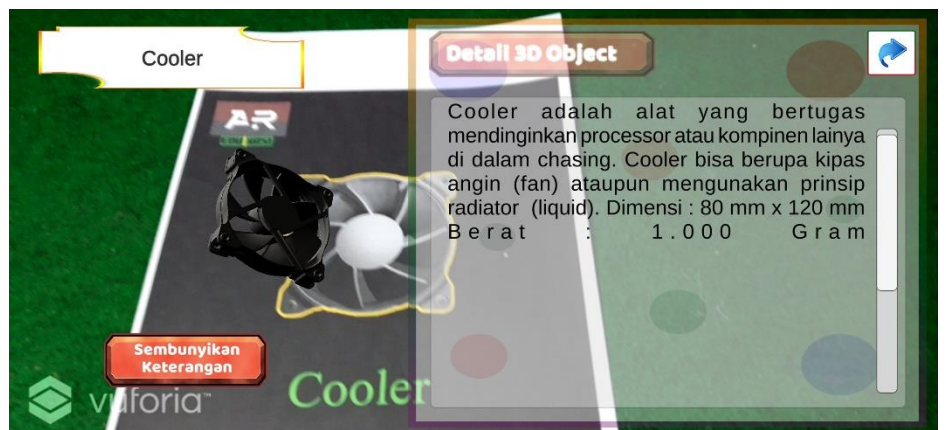 Cooler
Detail 3D Object
Cooler adalah alat yang bertugas
mendinginkan processor atau kompinen lainya
di dalam chasing. Cooler bisa berupa kipas
angin (fan) ataupun mengunakan prinsip
radiator (liquid). Dimensi : 80 mm x 120 mm
Berat : 1.000 Gram
AR
Sembunyikan
Keterangan
Cooler
vuforia™